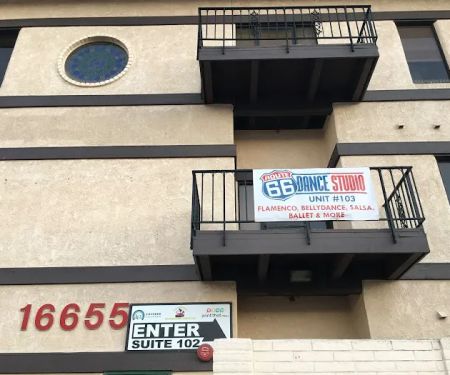 ROUTE
66 DANCE STUDIO
UNIT #103
FLAMENCO, BELLYDANCE, SALSA,
BALLET & MORE
16655
ENTER
SUITE 102